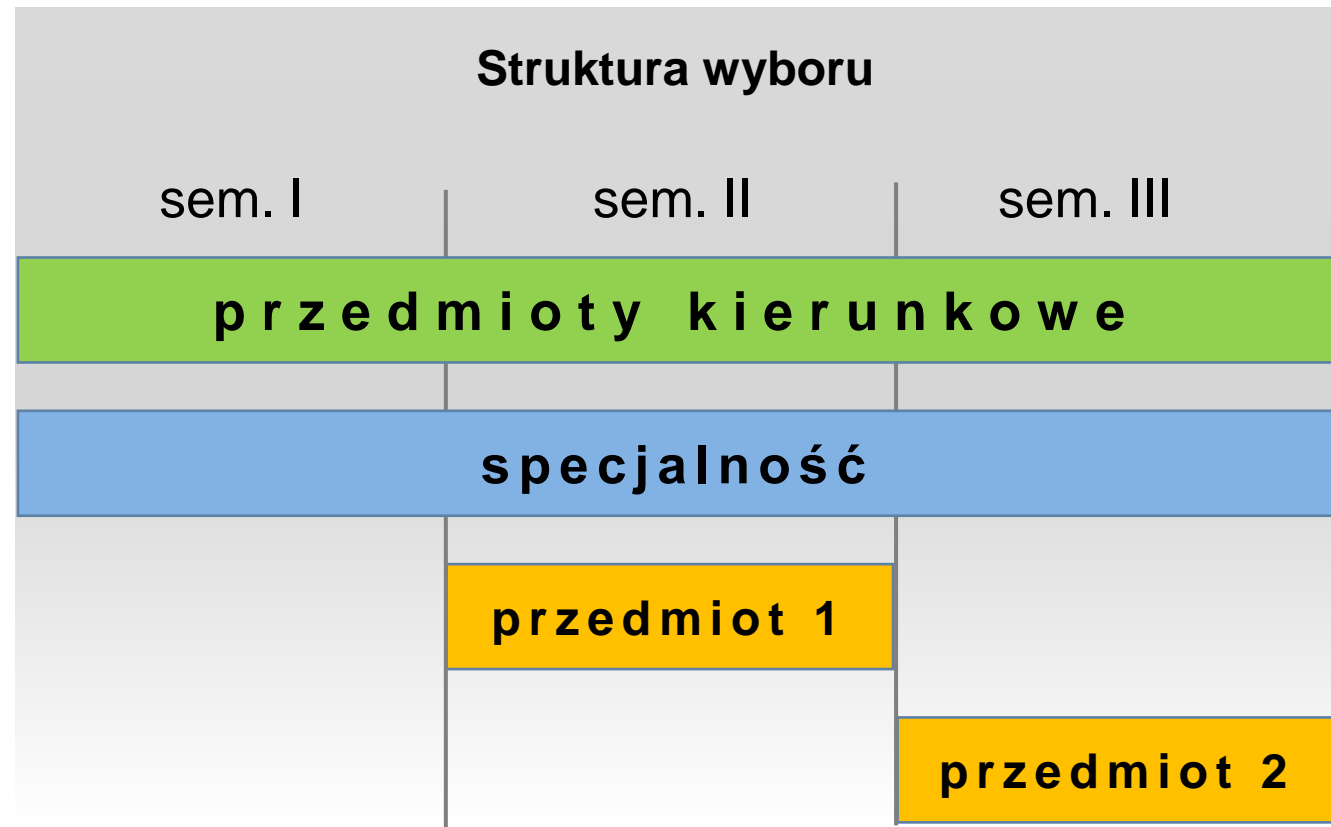 Struktura wyboru
sem. I sem. II sem. III
przedmioty kierunkowe
specjalność
przedmiot 1
przedmiot 2